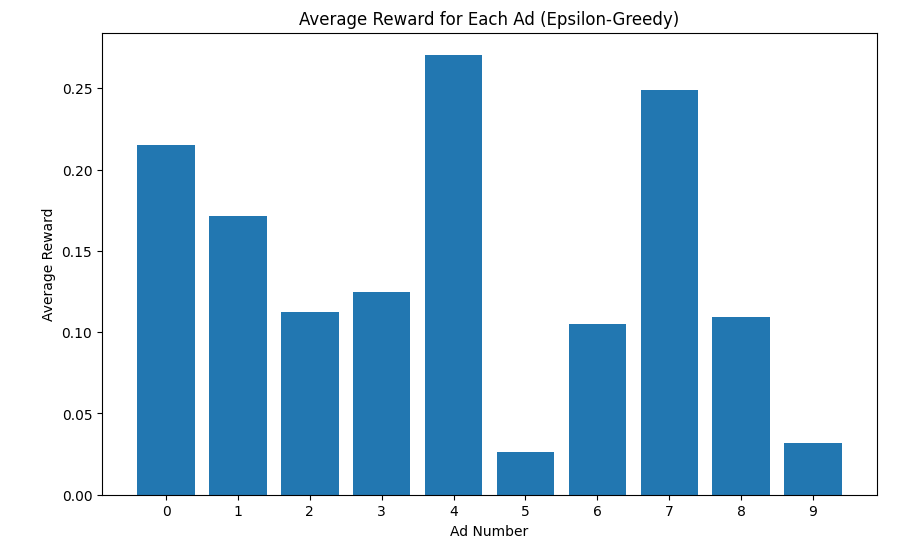 Average Reward for Each Ad (Epsilon-Greedy)
Average Reward
0.25
0.20
0.15
0.10
0.05
0.00
0 1 2 3 4 5 6 7 8 9
Ad Number